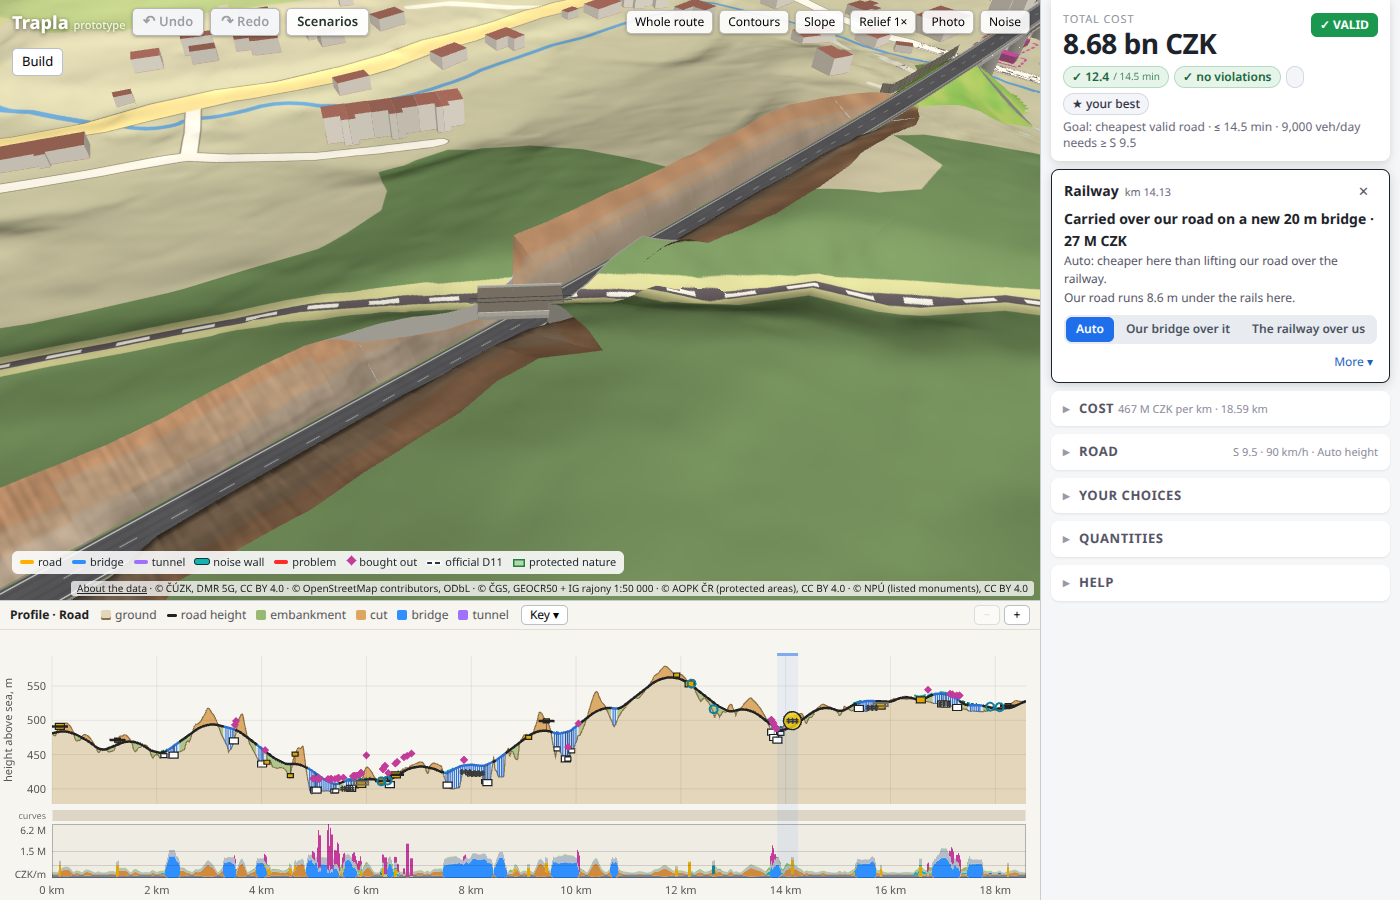 Trapla prototype
↶ Undo
↷ Redo
Scenarios
Build
Whole route
Contours
Slope
Relief 1×
Photo
Noise
road
bridge
tunnel
noise wall
problem
bought out
official D11
protected nature
About the data · © ČÚZK, DMR 5G, CC BY 4.0 · © OpenStreetMap contributors, ODbL · © ČGS, GEOCR50 + IG rajony 1:50 000 · © AOPK ČR (protected areas), CC BY 4.0 · © NPÚ (listed monuments), CC BY 4.0
TOTAL COST
✓ VALID
8.68 bn CZK
✓ 12.4 / 14.5 min
✓ no violations
★ your best
Goal: cheapest valid road · ≤ 14.5 min · 9,000 veh/day
needs ≥ S 9.5
Railway km 14.13 ✕
Carried over our road on a new 20 m bridge ·
27 M CZK
Auto: cheaper here than lifting our road over the
railway.
Our road runs 8.6 m under the rails here.
Auto
Our bridge over it
The railway over us
More ▾
▶ COST 467 M CZK per km · 18.59 km
▶ ROAD S 9.5 · 90 km/h · Auto height
▶ YOUR CHOICES
▶ QUANTITIES
▶ HELP
Profile · Road
ground
road height
embankment
cut
bridge
tunnel
Key ▾
−
+
height above sea, m
550
500
450
400
curves
6.2 M
1.5 M
CZK/m
0 km
2 km
4 km
6 km
8 km
10 km
12 km
14 km
16 km
18 km